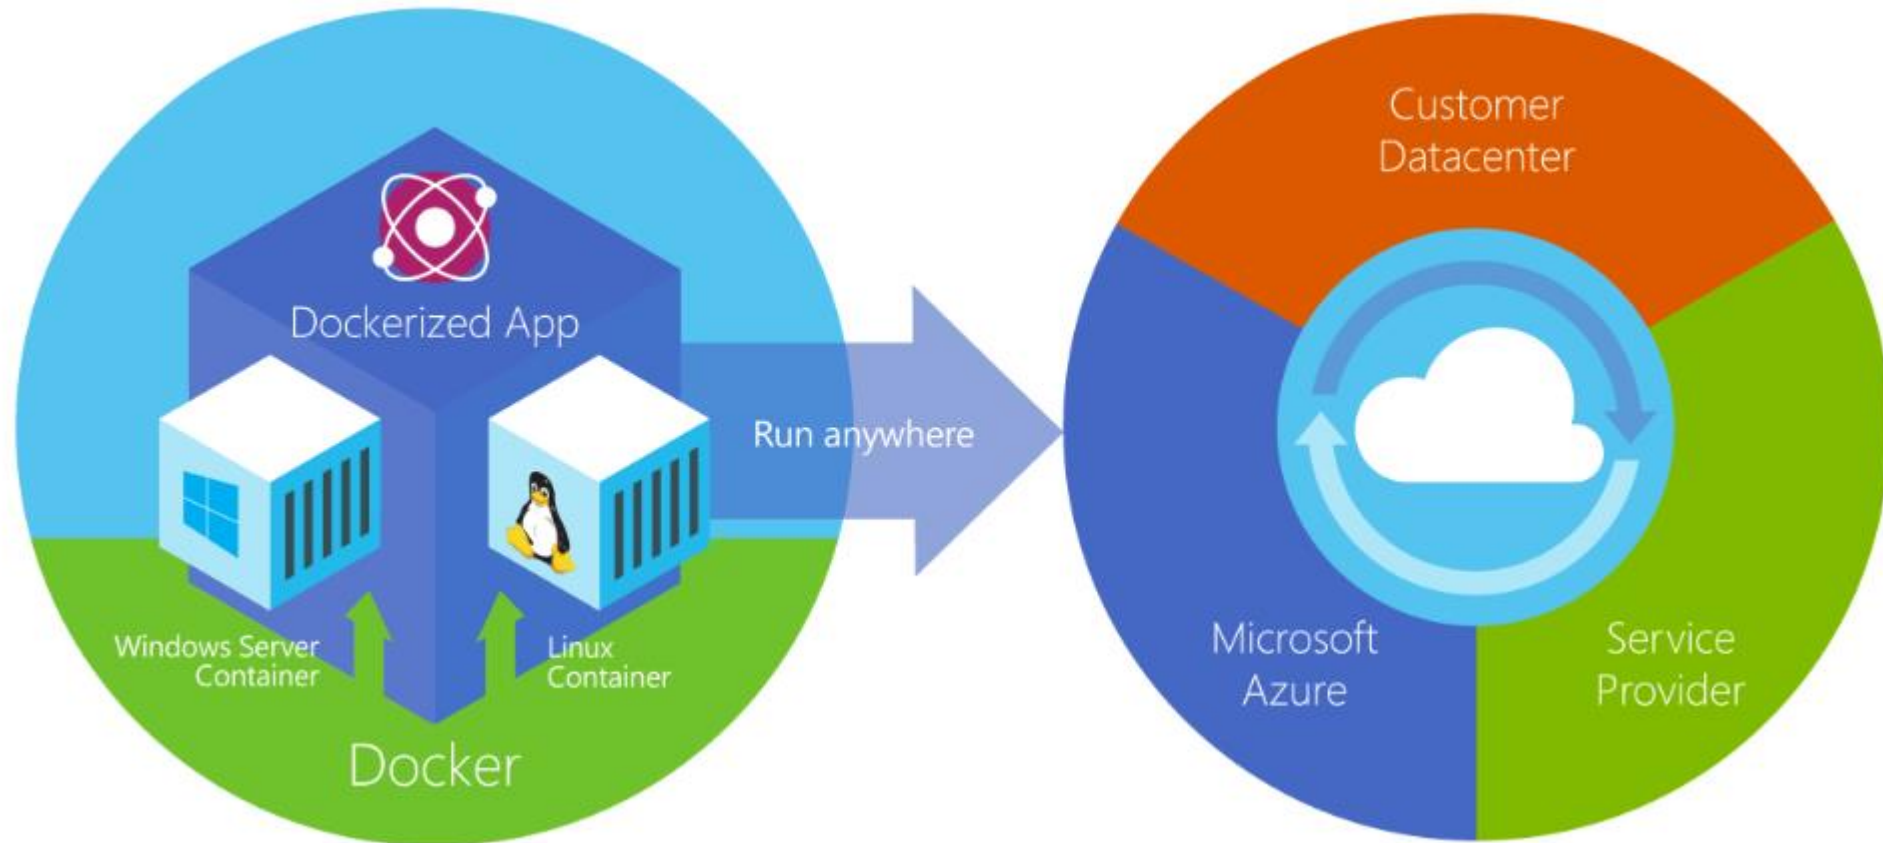 Dockerized App
Windows Server
Container
Linux
Container
Docker
Run anywhere
Customer
Datacenter
Microsoft
Azure
Service
Provider